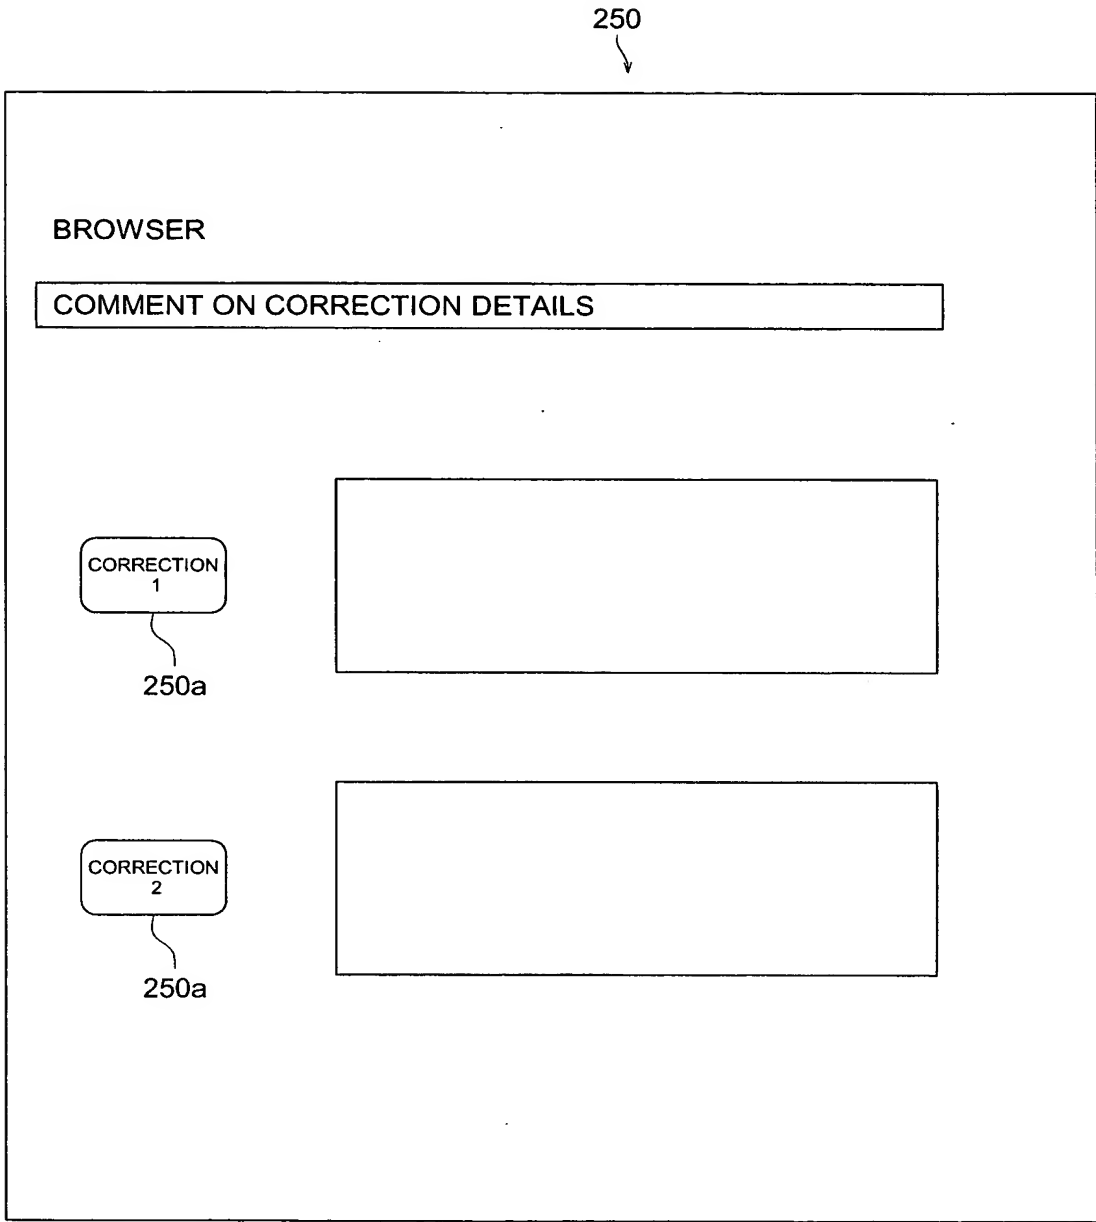 250
BROWSER
COMMENT ON CORRECTION DETAILS
CORRECTION
1
250a
CORRECTION
2
250a